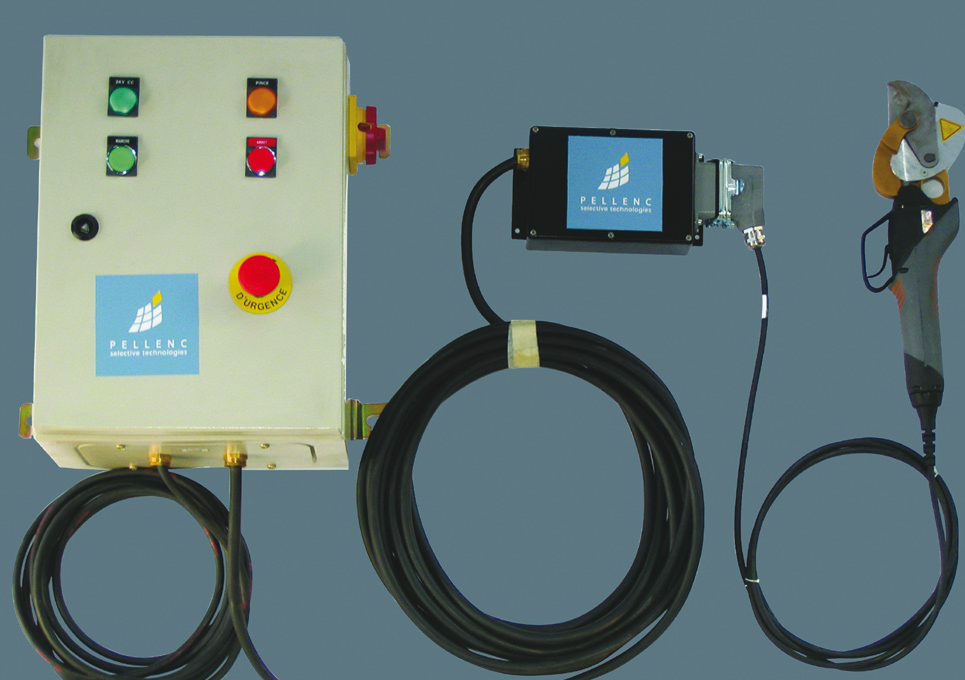 24V CC
PINCE
MARCHE
ARRET
D'URGENCE
PELLENC
selective technologies
PELLENC
selective technologies